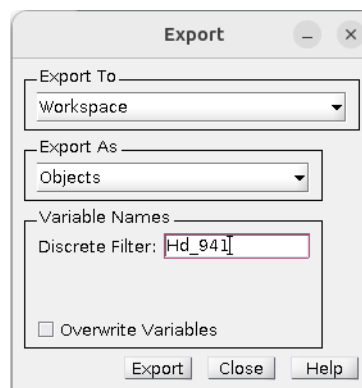 Export
Export To
Workspace
Export As
Objects
Variable Names
Discrete Filter: Hd_941
Overwrite Variables
Export Close Help